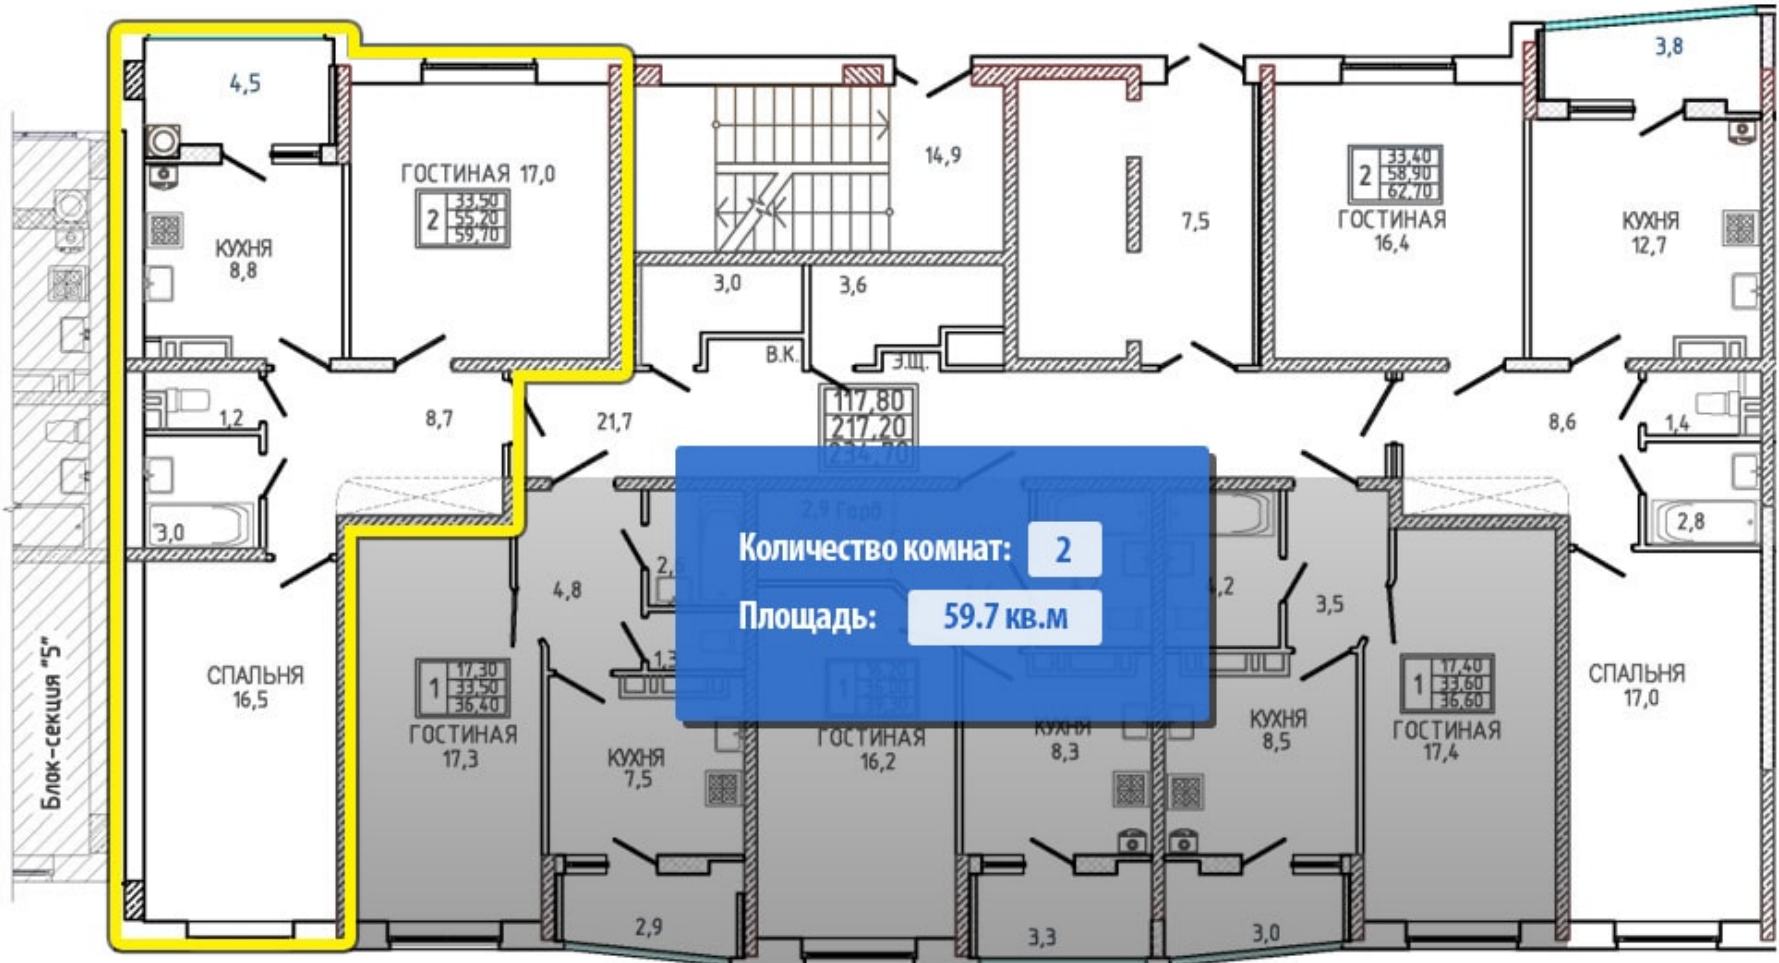 3,8
4,5
14,9
ГОСТИНАЯ 17,0
2
33,50
55,20
59,70
2
33,40
58,90
62,70
ГОСТИНАЯ
16,4
7,5
КУХНЯ
12,7
КУХНЯ
8,8
3,0
3,6
В.К.
Э.Щ.
117,80
217,20
234,70
1,2
8,7
21,7
8,6
1,4
3,0
2,9 Гарб
2,8
Количество комнат: 2
Площадь: 59.7 кв.м
4,8
3,5
1,3
Блок-секция "5"
СПАЛЬНЯ
16,5
1
17,30
33,50
36,40
ГОСТИНАЯ
17,3
КУХНЯ
7,5
1
ГОСТИНАЯ
16,2
КУХНЯ
8,3
КУХНЯ
8,5
1
17,40
33,60
36,60
ГОСТИНАЯ
17,4
СПАЛЬНЯ
17,0
2,9
3,3
3,0